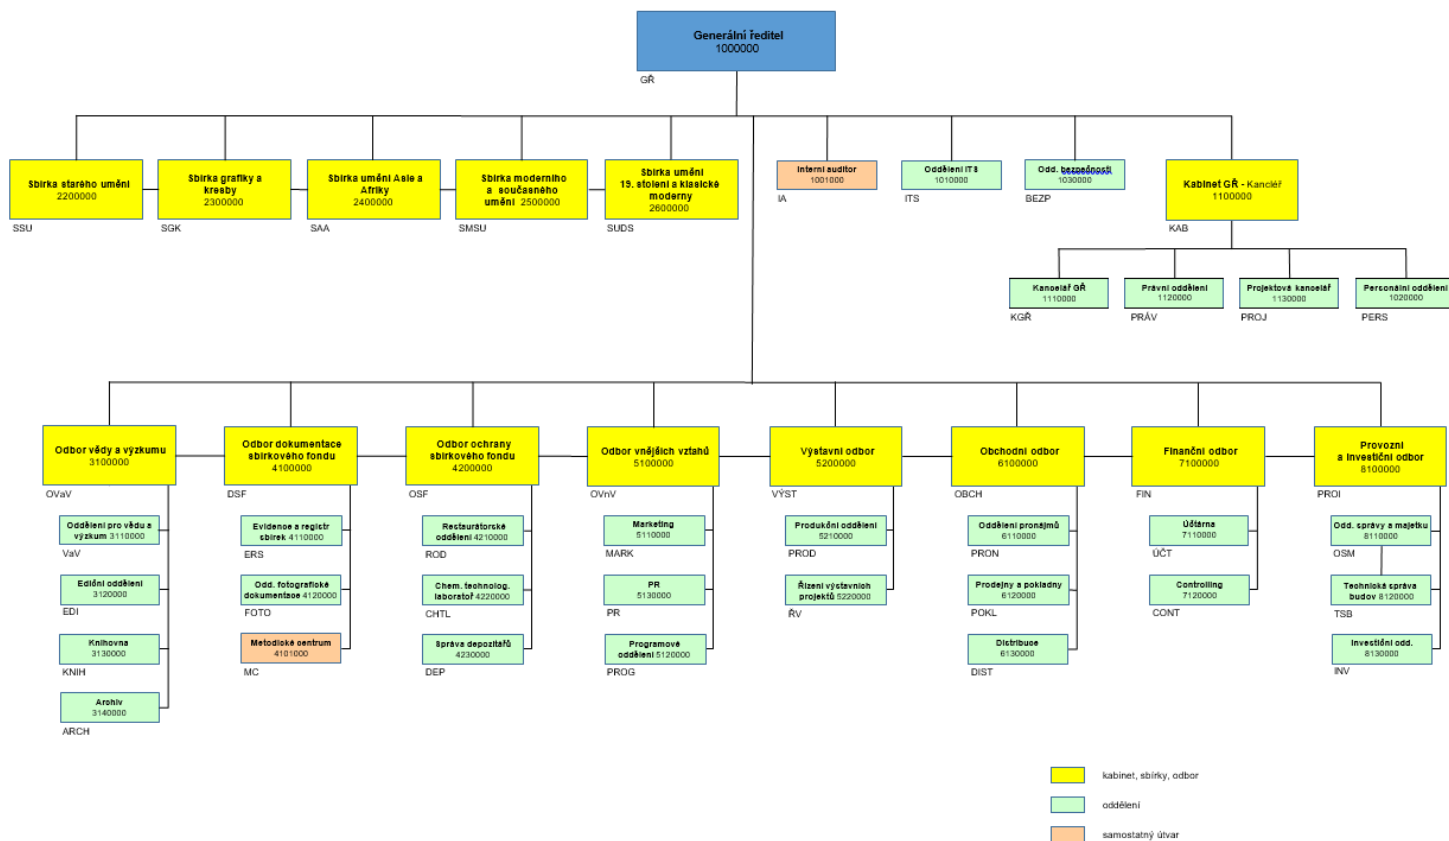 Generální ředitel
1000000
GŘ
Sbírka starého umění
2200000
SSU
Sbírka grafiky a
kresby
2300000
SGK
Sbírka umění Asie a
Afriky
2400000
SAA
Sbírka moderního
a současného
umění 2500000
SMSU
Sbírka umění
19. století a klasické
moderny
2600000
SUDS
Interní auditor
1001000
IA
Oddělení ITS
1010000
ITS
Odd. bezpečnosti
1030000
BEZP
Kabinet GŘ - Kancléř
1100000
KAB
Kancelář GŘ
1110000
KGŘ
Právní oddělení
1120000
PRÁV
Projektová kancelář
1130000
PROJ
Personální oddělení
1020000
PERS
Odbor vědy a výzkumu
3100000
OVaV
Odbor dokumentace
sbírkového fondu
4100000
DSF
Odbor ochrany
sbírkového fondu
4200000
OSF
Odbor vnějších vztahů
5100000
OVnV
Výstavní odbor
5200000
VÝST
Obchodní odbor
6100000
OBCH
Finanční odbor
7100000
FIN
Provozní
a Investiční odbor
8100000
PROI
Oddělení pro vědu a
výzkum 3110000
VaV
Evidence a registr
sbírek 4110000
ERS
Restaurátorské
oddělení 4210000
ROD
Marketing
5110000
MARK
Produkční oddělení
5210000
PROD
Oddělení pronájmů
6110000
PRON
Účtárna
7110000
ÚČT
Odd. správy a majetku
8110000
OSM
Ediční oddělení
3120000
EDI
Odd. fotografické
dokumentace 4120000
FOTO
Chem. technolog.
laboratoř 4220000
CHTL
PR
5130000
PR
Řízení výstavních
projektů 5220000
ŘV
Prodejny a pokladny
6120000
POKL
Controlling
7120000
CONT
Technická správa
budov 8120000
TSB
Knihovna
3130000
KNIH
Metodické centrum
4101000
MC
Správa depozitářů
4230000
DEP
Programové
oddělení 5120000
PROG
Distribuce
6130000
DIST
Investiční odd.
8130000
INV
Archiv
3140000
ARCH
kabinet, sbírky, odbor
oddělení
samostatný útvar